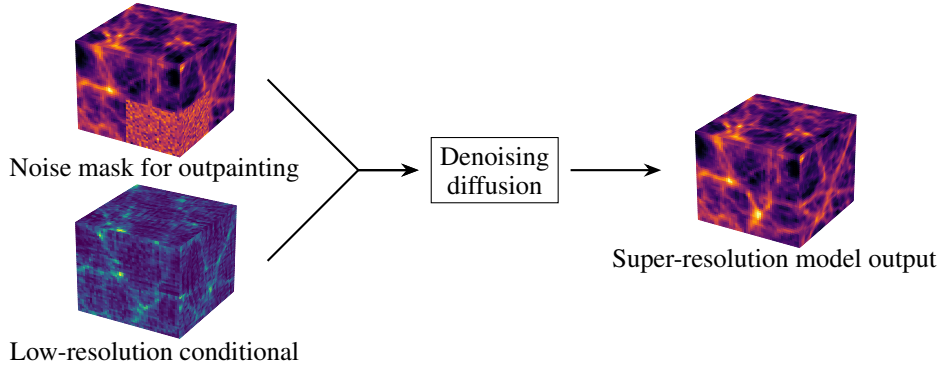 Noise mask for outpainting
Low-resolution conditional
Denoising
diffusion
Super-resolution model output